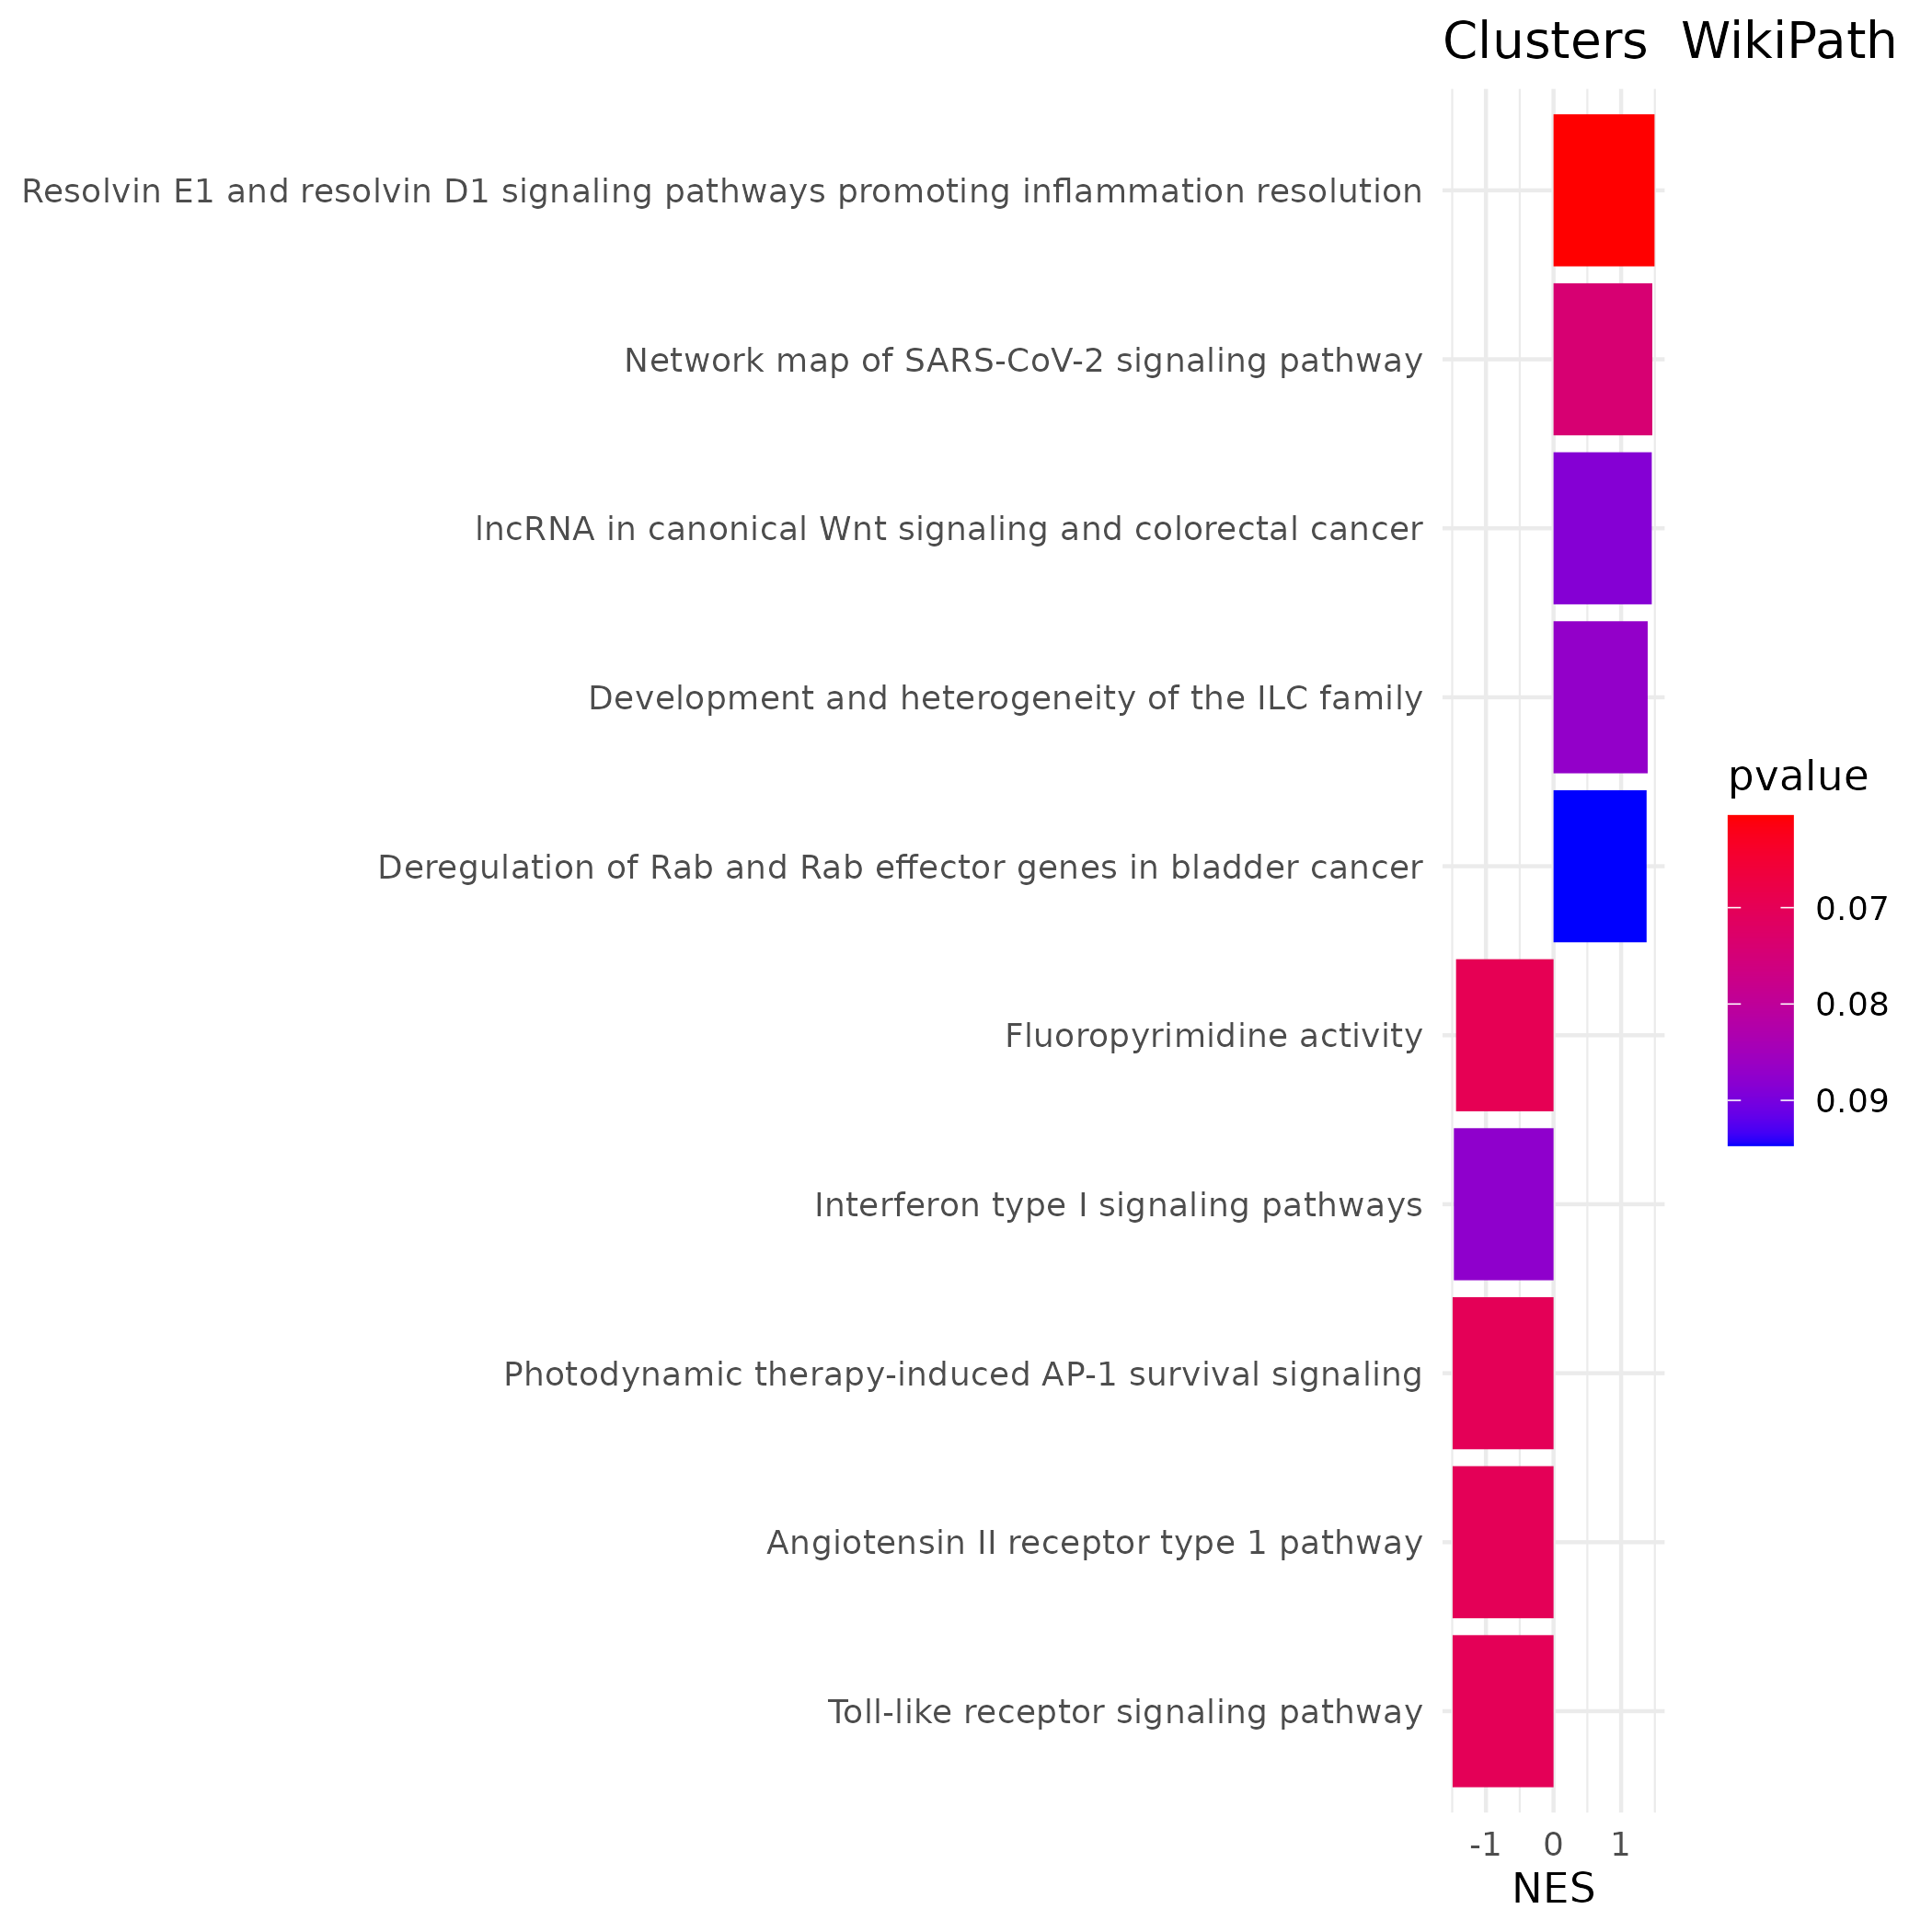 Clusters WikiPath
Resolvin E1 and resolvin D1 signaling pathways promoting inflammation resolution
Network map of SARS-CoV-2 signaling pathway
lncRNA in canonical Wnt signaling and colorectal cancer
Development and heterogeneity of the ILC family
Deregulation of Rab and Rab effector genes in bladder cancer
Fluoropyrimidine activity
Interferon type I signaling pathways
Photodynamic therapy-induced AP-1 survival signaling
Angiotensin II receptor type 1 pathway
Toll-like receptor signaling pathway
-1 0 1
NES
pvalue
0.07
0.08
0.09